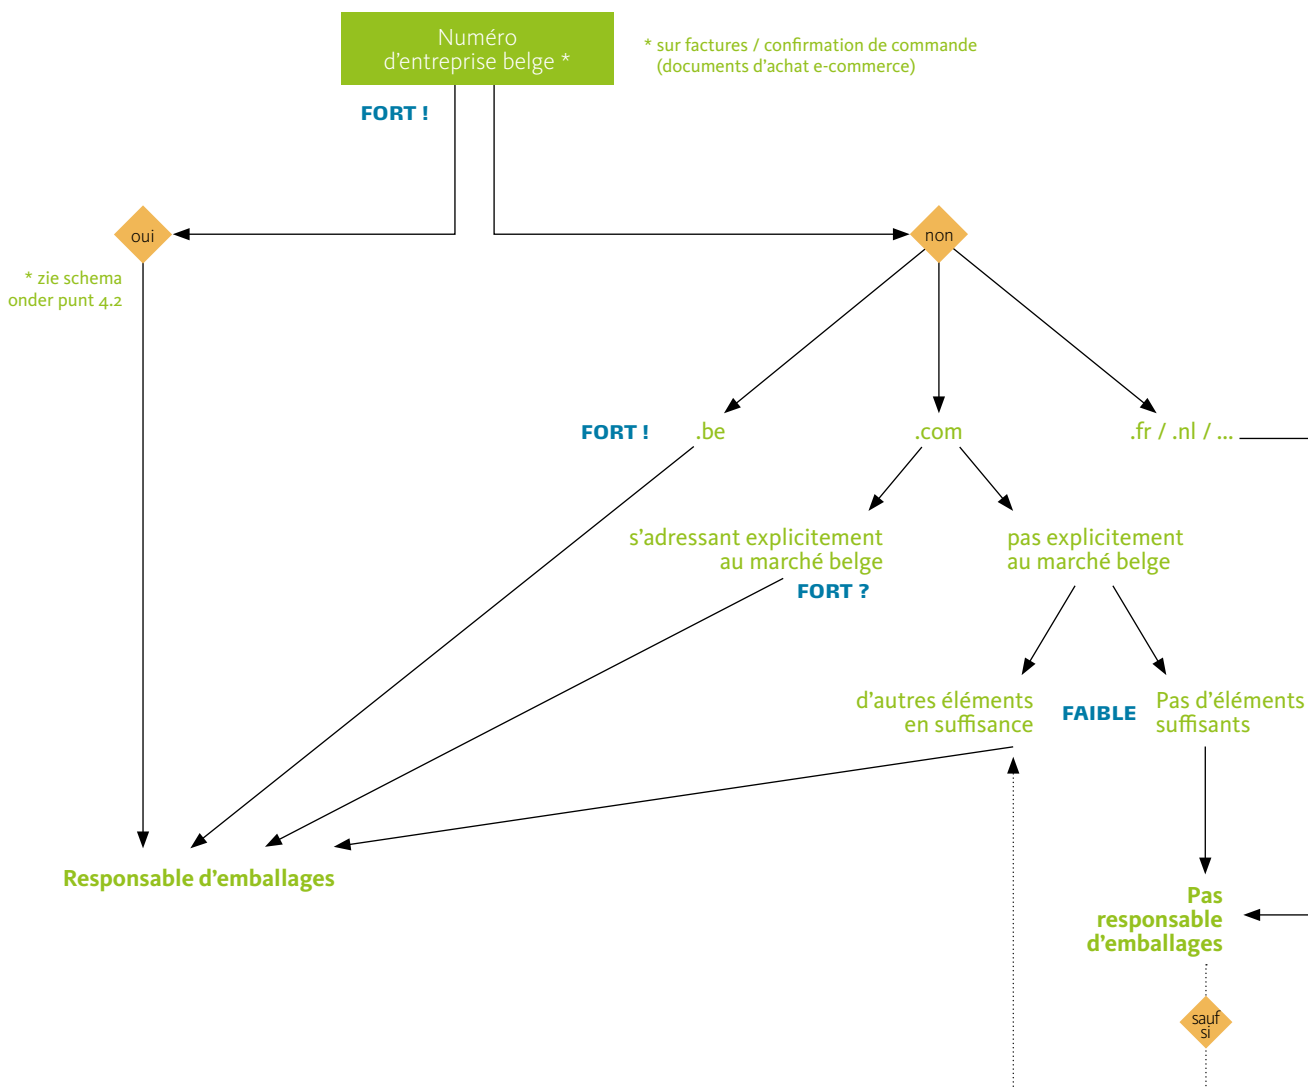 Numéro
d'entreprise belge *
* sur factures / confirmation de commande
(documents d'achat e-commerce)
FORT !
oui
non
* zie schema
onder punt 4.2
FORT !
.be
.com
.fr / .nl / ...
s'adressant explicitement
au marché belge
FORT ?
pas explicitement
au marché belge
d'autres éléments
en suffisance
FAIBLE
Pas d'éléments
suffisants
Responsable d'emballages
Pas
responsable
d'emballages
sauf
si